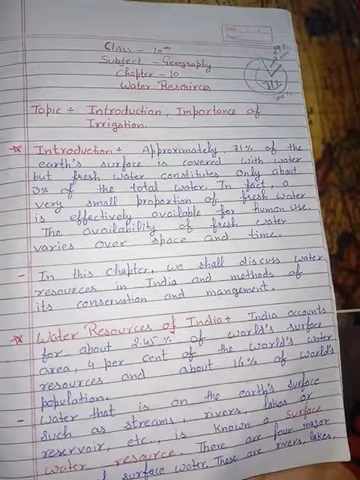 Class - 10th
Subject - Geography
Chapter - 10
Water Resources
Topic + Introduction, Importance of
Irrigation.
Introduction + Approximately, 71% of the
earth's surface is covered with water
but fresh water constitutes only about
3% of the total water. In fact, a
very small proportion of fresh water
is effectively available for human use.
The availability of fresh water
varies over space and time.
- In this chapter, we shall discuss water
resources in India and methods of
its conservation and mangement.
Water Resources of India + India accounts
for about 2.45% of world's surface
area, 4 per cent of the world's water
resources and about 16% of world's
population.
- Water that is on the earth's surface
such as streams, rivers, lakes or
reservoir, etc., is known a surface
water resource. There are four major
of surface water. These are rivers, lakes,